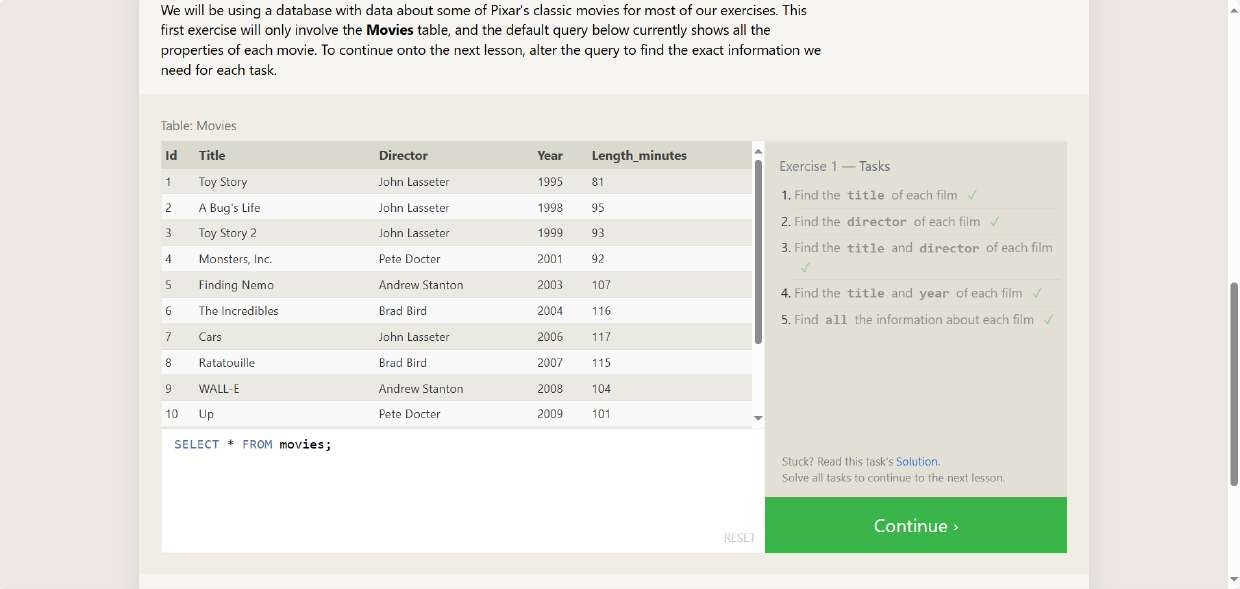 We will be using a database with data about some of Pixar's classic movies for most of our exercises. This
first exercise will only involve the Movies table, and the default query below currently shows all the
properties of each movie. To continue onto the next lesson, alter the query to find the exact information we
need for each task.
Table: Movies
Id Title Director Year Length_minutes
1 Toy Story John Lasseter 1995 81
2 A Bug's Life John Lasseter 1998 95
3 Toy Story 2 John Lasseter 1999 93
4 Monsters, Inc. Pete Docter 2001 92
5 Finding Nemo Andrew Stanton 2003 107
6 The Incredibles Brad Bird 2004 116
7 Cars John Lasseter 2006 117
8 Ratatouille Brad Bird 2007 115
9 WALL-E Andrew Stanton 2008 104
10 Up Pete Docter 2009 101
SELECT * FROM movies;
RESET
Exercise 1 — Tasks
1. Find the title of each film ✓
2. Find the director of each film ✓
3. Find the title and director of each film
✓
4. Find the title and year of each film ✓
5. Find all the information about each film ✓
Stuck? Read this task's Solution.
Solve all tasks to continue to the next lesson.
Continue ›